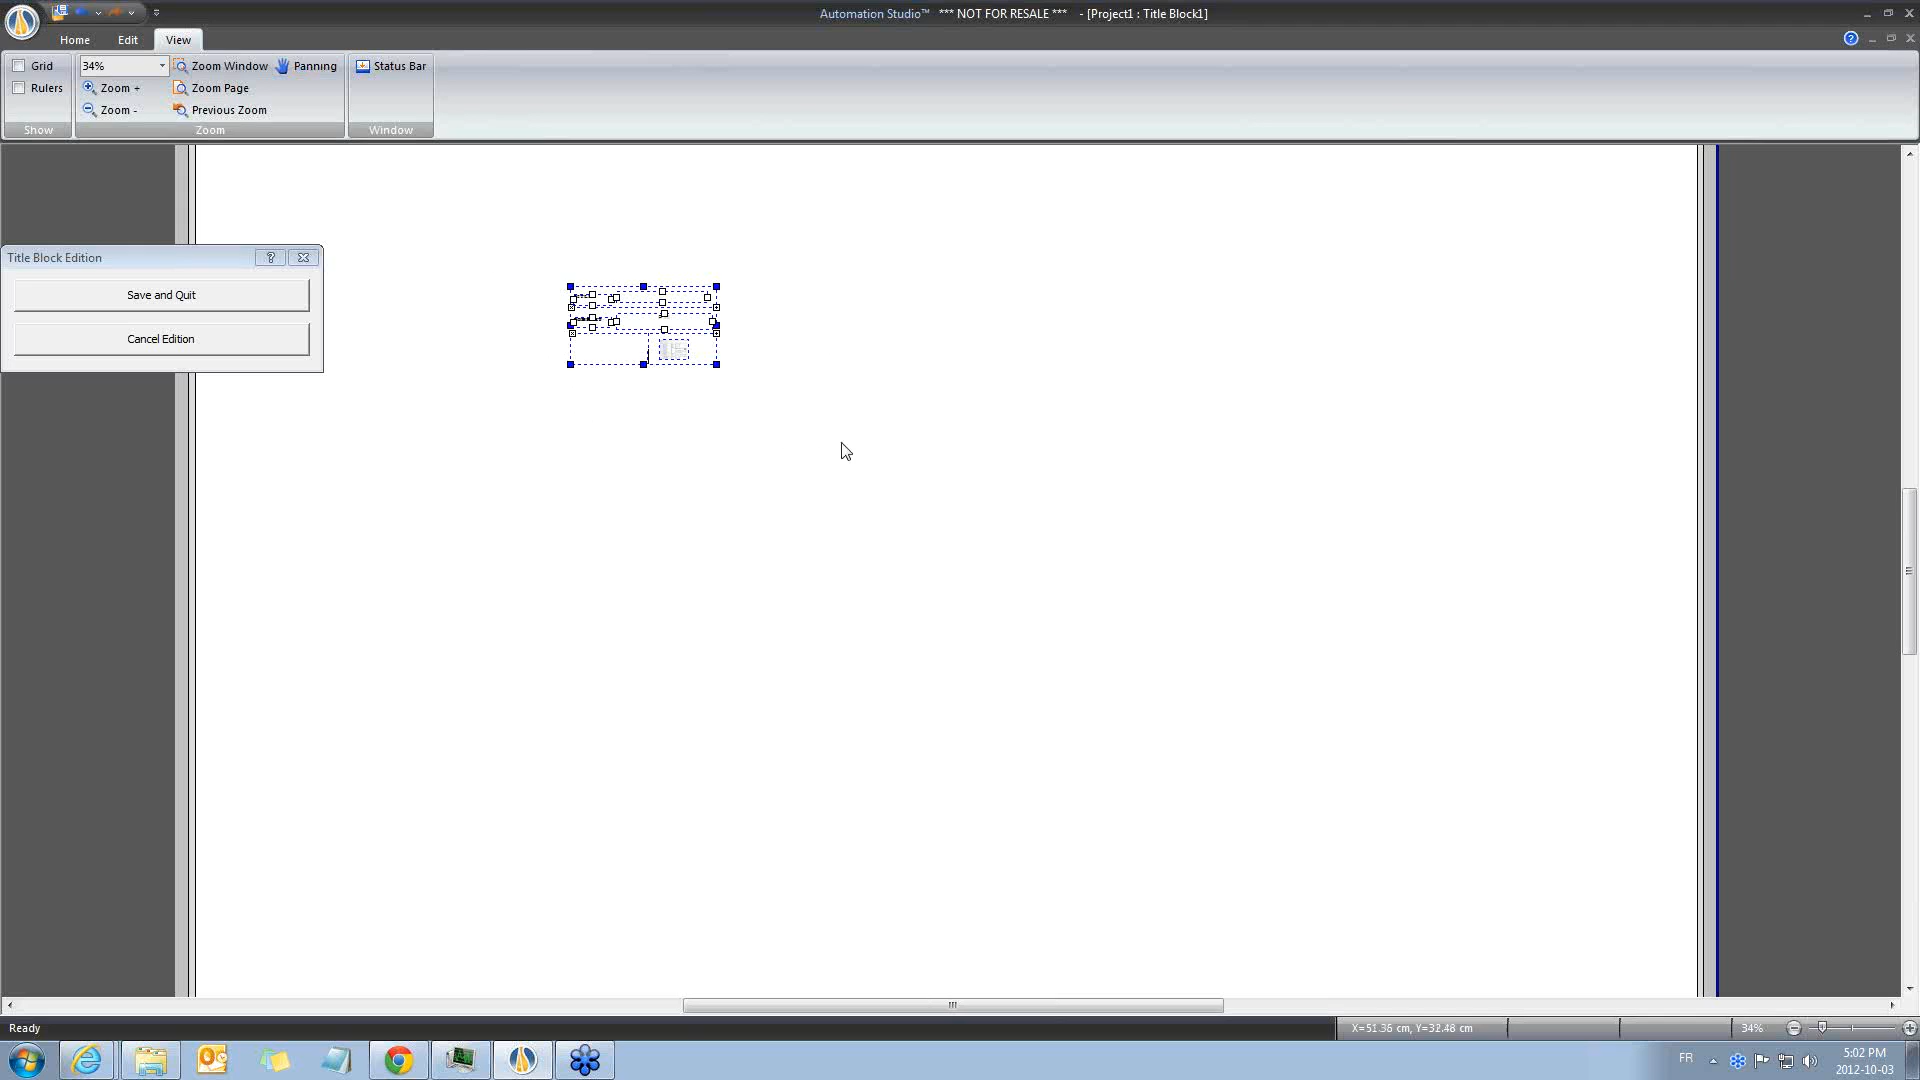 Automation Studio™ *** NOT FOR RESALE *** - [Project1 : Title Block1]
Home Edit View
Grid 34% Zoom Window Panning Status Bar
Rulers Zoom + Zoom Page
Zoom - Previous Zoom
Show Zoom Window
Title Block Edition
Save and Quit
Cancel Edition
Ready X=51.36 cm, Y=32.48 cm 34%
FR 5:02 PM
2012-10-03